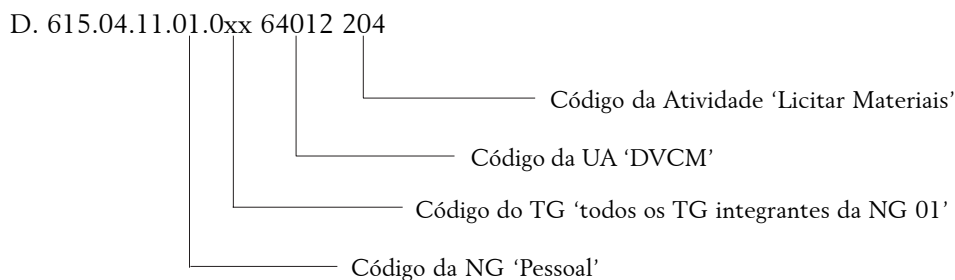 D. 615.04.11.01.0xx 64012 204
Código da Atividade ‘Licitar Materiais’
Código da UA ‘DVCM’
Código do TG ‘todos os TG integrantes da NG 01’
Código da NG ‘Pessoal’